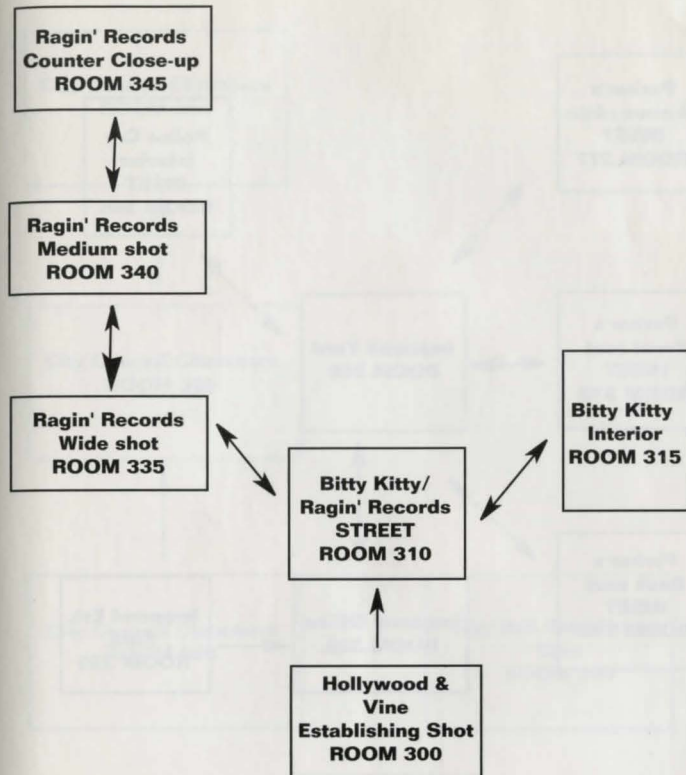 Ragin' Records
Counter Close-up
ROOM 345
Ragin' Records
Medium shot
ROOM 340
Ragin' Records
Wide shot
ROOM 335
Bitty Kitty/
Ragin' Records
STREET
ROOM 310
Bitty Kitty
Interior
ROOM 315
Hollywood &
Vine
Establishing Shot
ROOM 300